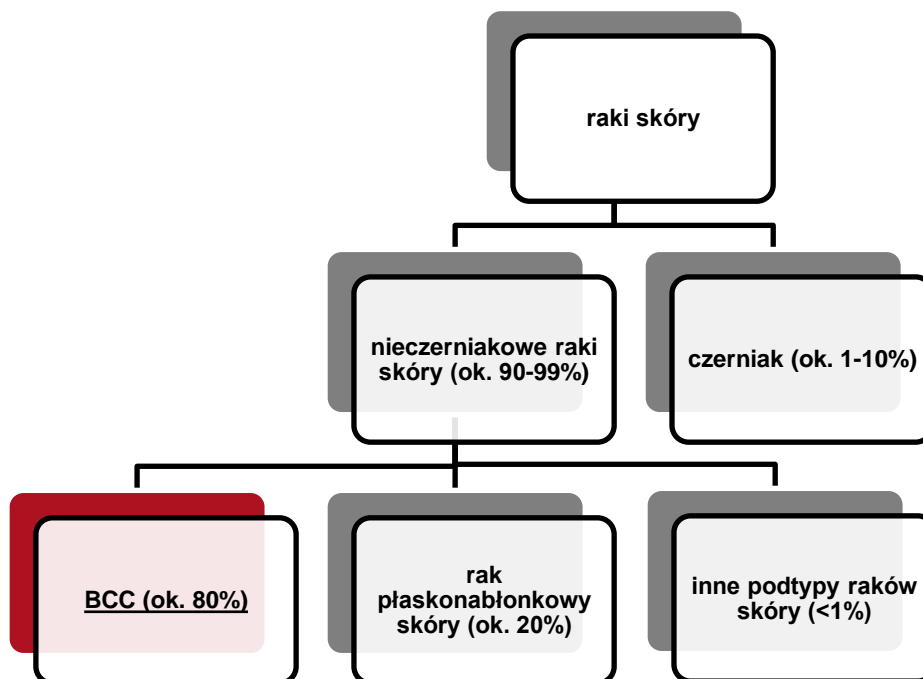 raki skóry
nieczerniakowe raki
skóry (ok. 90-99%)
czerniak (ok. 1-10%)
BCC (ok. 80%)
rak
płaskonabłonkowy
skóry (ok. 20%)
inne podtypy raków
skóry (<1%)